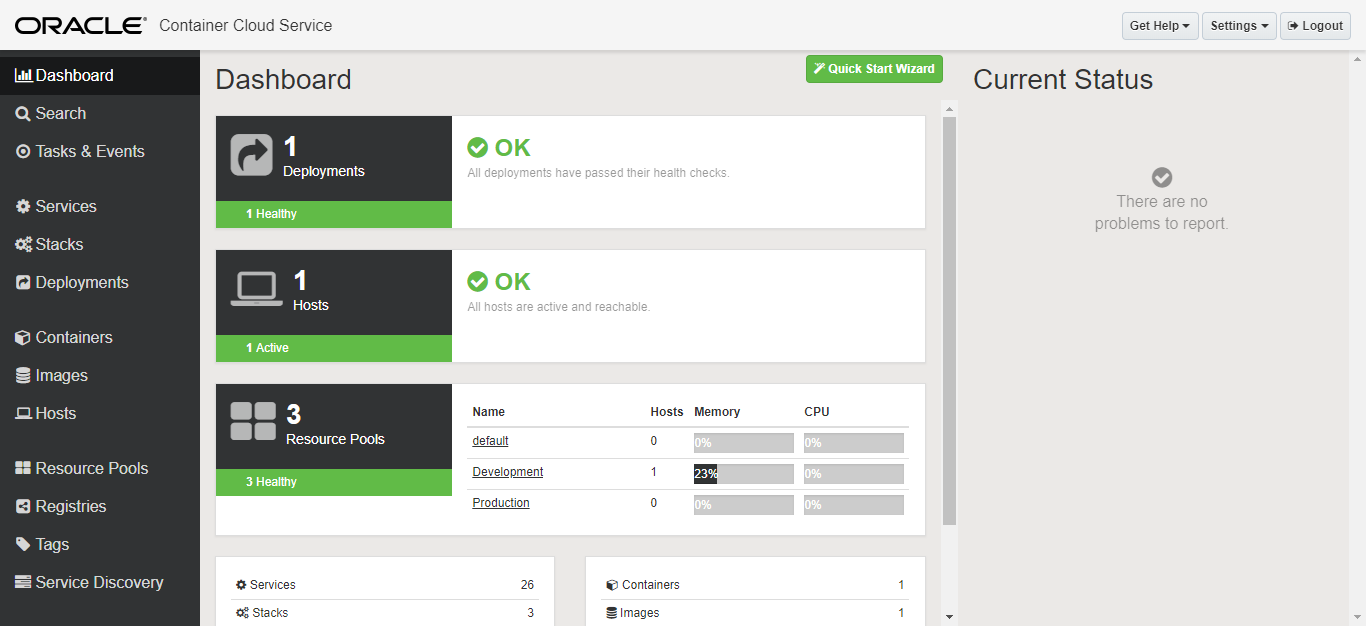 ORACLE® Container Cloud Service
Get Help
Settings
Logout
Dashboard
Search
Tasks & Events
Services
Stacks
Deployments
Containers
Images
Hosts
Resource Pools
Registries
Tags
Service Discovery
Dashboard
Quick Start Wizard
1
Deployments
1 Healthy
OK
All deployments have passed their health checks.
1
Hosts
1 Active
OK
All hosts are active and reachable.
3
Resource Pools
3 Healthy
Name Hosts Memory CPU
default 0 0% 0%
Development 1 23% 0%
Production 0 0% 0%
Services 26
Stacks 3
Containers 1
Images 1
Current Status
There are no
problems to report.